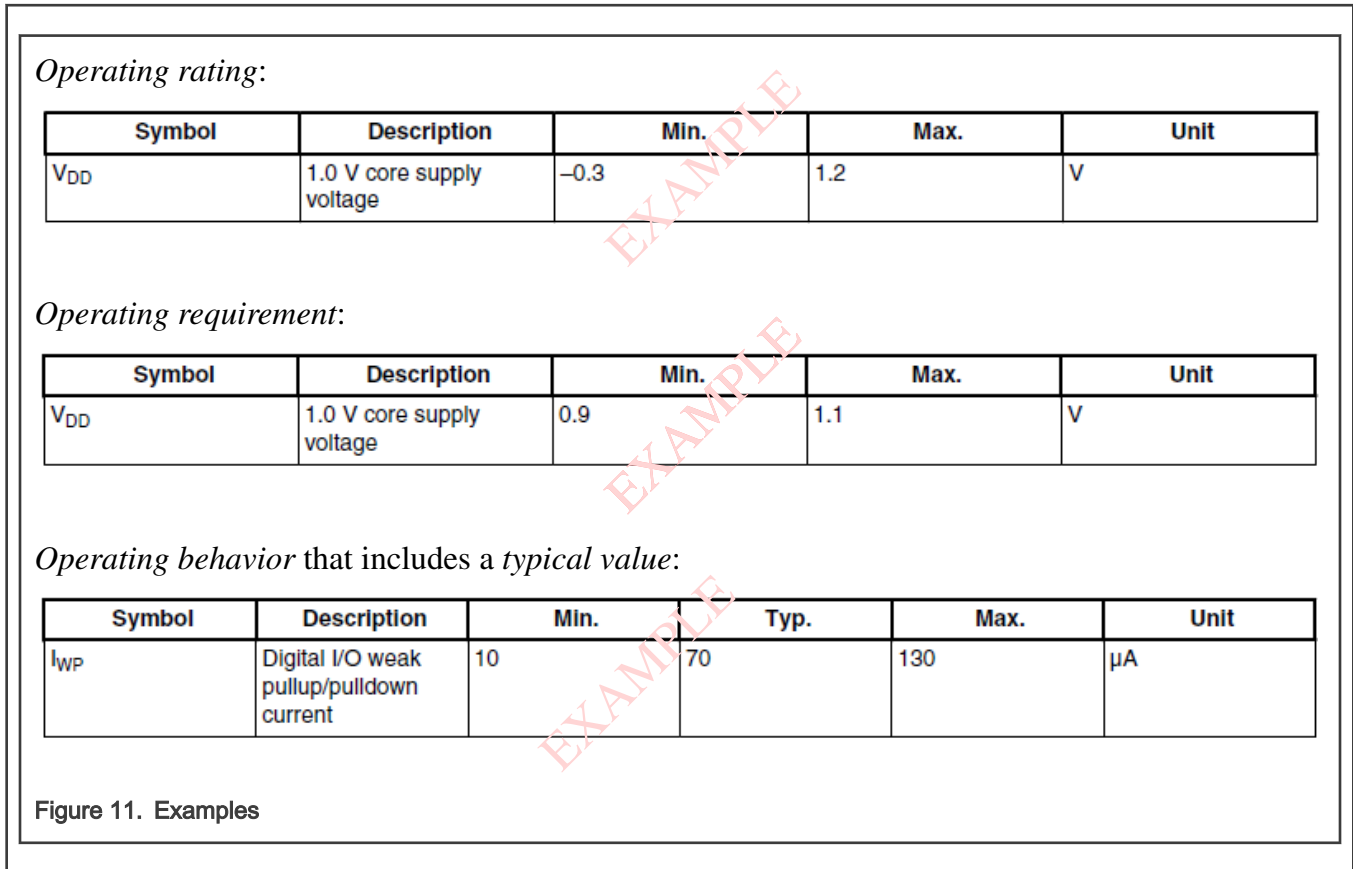 Operating rating:
EXAMPLE
Symbol Description Min. Max. Unit
VDD 1.0 V core supply –0.3 1.2 V
voltage
Operating requirement:
EXAMPLE
Symbol Description Min. Max. Unit
VDD 1.0 V core supply 0.9 1.1 V
voltage
Operating behavior that includes a typical value:
EXAMPLE
Symbol Description Min. Typ. Max. Unit
IWP Digital I/O weak 10 70 130 µA
pullup/pulldown
current
Figure 11. Examples